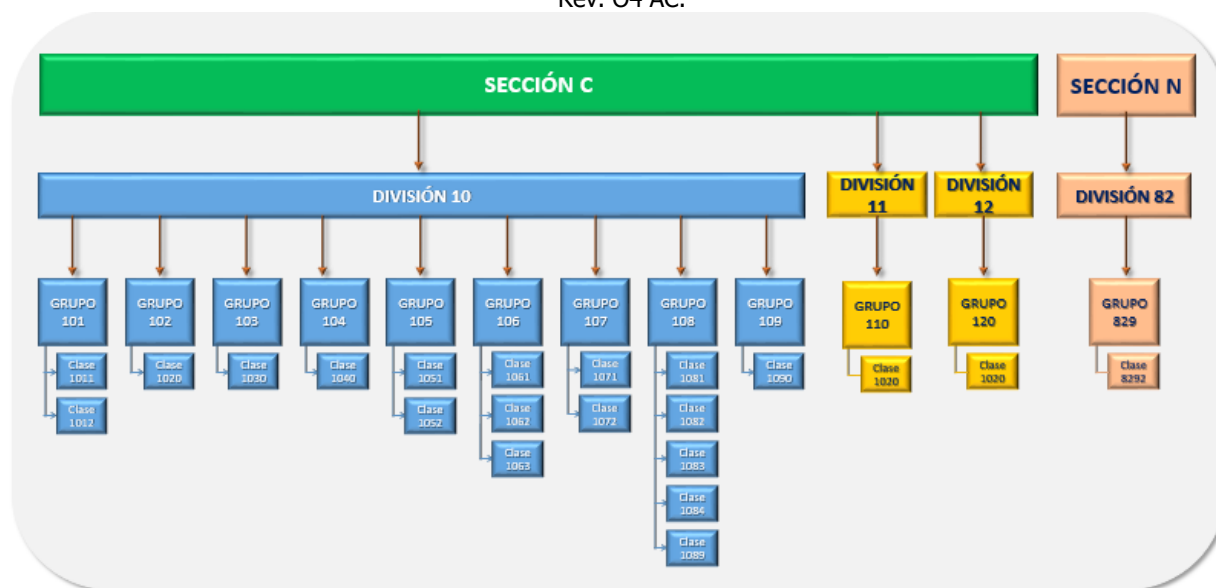 Rev. 04 AC.
SECCIÓN C
SECCIÓN N
DIVISIÓN 10
DIVISIÓN
11
DIVISIÓN
12
DIVISIÓN 82
GRUPO
101
GRUPO
102
GRUPO
103
GRUPO
104
GRUPO
105
GRUPO
106
GRUPO
107
GRUPO
108
GRUPO
109
GRUPO
110
GRUPO
120
GRUPO
829
Clase
1011
Clase
1012
Clase
1020
Clase
1030
Clase
1040
Clase
1051
Clase
1052
Clase
1061
Clase
1062
Clase
1063
Clase
1071
Clase
1072
Clase
1081
Clase
1082
Clase
1083
Clase
1084
Clase
1089
Clase
1090
Clase
1020
Clase
1020
Clase
8292